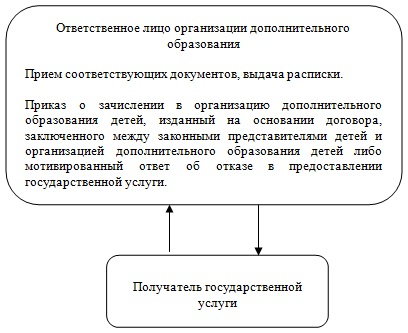 Ответственное лицо организации дополнительного
образования
Прием соответствующих документов, выдача расписки.
Приказ о зачислении в организацию дополнительного
образования детей, изданный на основании договора,
заключенного между законными представителями детей и
организацией дополнительного образования детей либо
мотивированный ответ об отказе в предоставлении
государственной услуги.
Получатель государственной
услуги